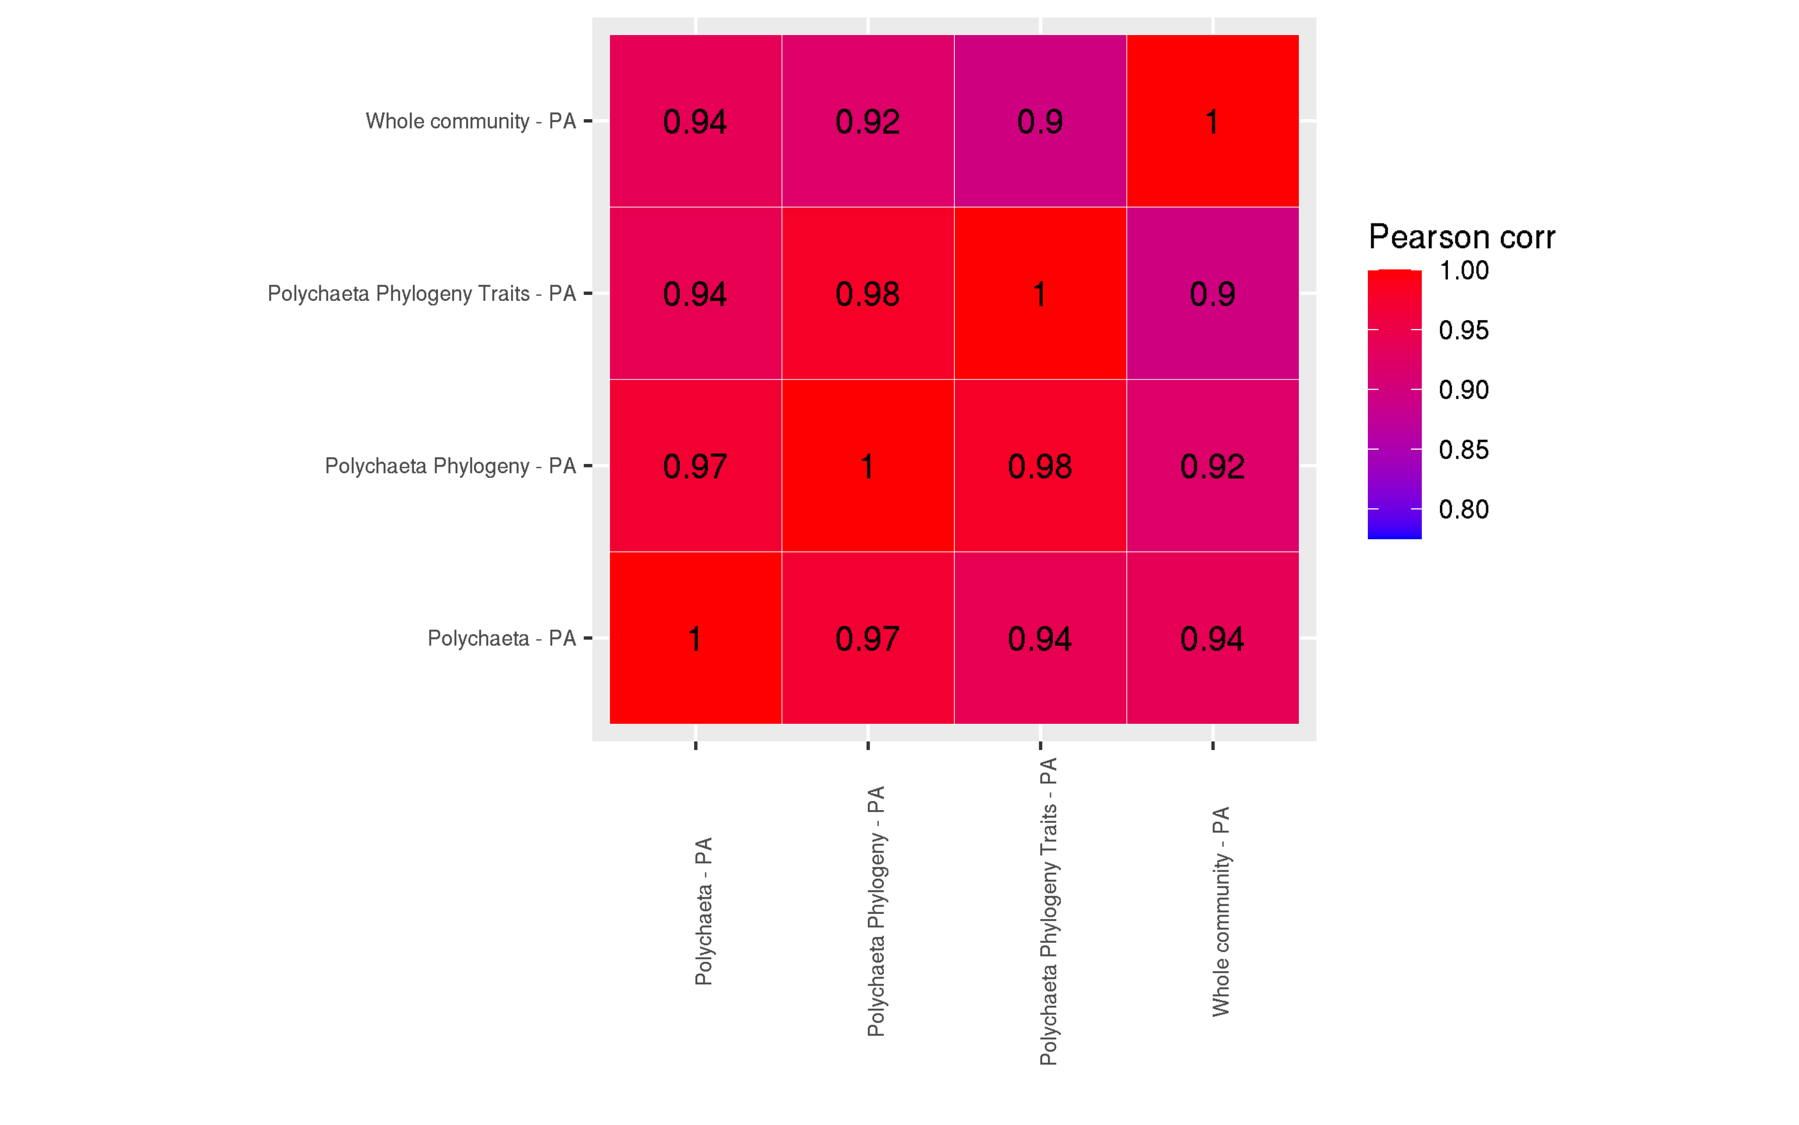 Whole community - PA
0.94 0.92 0.9 1
Polychaeta Phylogeny Traits - PA
0.94 0.98 1 0.9
Polychaeta Phylogeny - PA
0.97 1 0.98 0.92
Polychaeta - PA
1 0.97 0.94 0.94
Polychaeta - PA
Polychaeta Phylogeny - PA
Polychaeta Phylogeny Traits - PA
Whole community - PA
Pearson corr
1.00
0.95
0.90
0.85
0.80